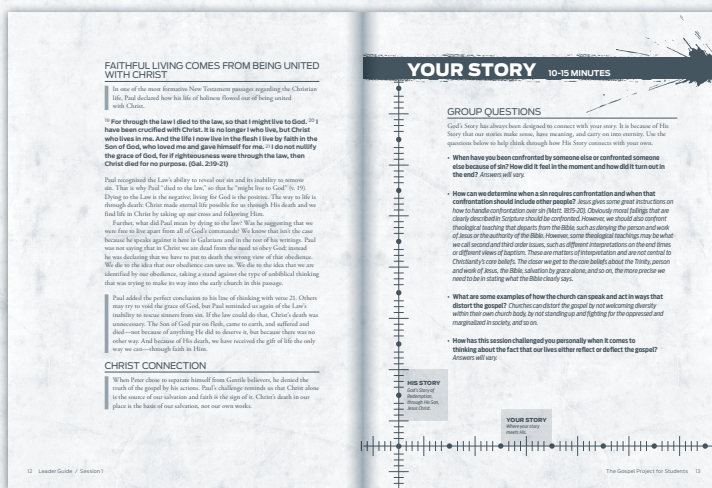 FAITHFUL LIVING COMES FROM BEING UNITED
WITH CHRIST
In one of the most formative New Testament passages regarding the Christian
life, Paul declared how his life of holiness flowed out of being united
with Christ.
19 For through the law I died to the law, so that I might live to God. 20 I
have been crucified with Christ. It is no longer I who live, but Christ
who lives in me. And the life I now live in the flesh I live by faith in the
Son of God, who loved me and gave himself for me. 21 I do not nullify
the grace of God, for if righteousness were through the law, then
Christ died for no purpose. (Gal. 2:19-21)
Paul recognized the Law's ability to reveal our sin and its inability to remove
sin. That is why Paul "died to the law," so that he "might live to God" (v. 19).
Dying to the Law is the negative; living for God is the positive. The way to life is
through death: Christ made eternal life possible for us through His death and we
find life in Christ by taking up our cross and following Him.
Further, what did Paul mean by dying to the law? Was he suggesting that we
were free to live apart from all of God's commands? We know that isn't the case
because he speaks against it here in Galatians and in the rest of his writings. Paul
was not saying that in Christ we are dead from the need to obey God; instead
he was declaring that we have to put to death the wrong view of this obedience.
We die to the idea that our obedience can save us. We die to the idea that we are
identified by our obedience, taking a stand against the type of unbiblical thinking
that was trying to make its way into the early church in this passage.
Paul added the perfect conclusion to his line of thinking with verse 21. Others
may try to void the grace of God, but Paul reminded us again of the Law's
inability to rescue sinners from sin. If the law could do that, Christ's death was
unnecessary. The Son of God put on flesh, came to earth, and suffered and
died—not because of anything He did to deserve it, but because there was no
other way. And because of His death, we have received the gift of life the only
way we can—through faith in Him.
CHRIST CONNECTION
When Peter chose to separate himself from Gentile believers, he denied the
truth of the gospel by his actions. Paul's challenge reminds us that Christ alone
is the source of our salvation and faith is the sign of it. Christ's death in our
place is the basis of our salvation, not our own works.
12 Leader Guide / Session 1
YOUR STORY 10-15 MINUTES
GROUP QUESTIONS
God's Story has always been designed to connect with your story. It is because of His
Story that our stories make sense, have meaning, and carry on into eternity. Use the
questions below to help think through how His Story connects with your own.
• When have you been confronted by someone else or confronted someone
else because of sin? How did it feel in the moment and how did it turn out in
the end? Answers will vary.
• How can we determine when a sin requires confrontation and when that
confrontation should include other people? Jesus gives some great instructions on
how to handle confrontation over sin (Matt. 18:15-20). Obviously moral failings that are
clearly described in Scripture should be confronted. However, we should also confront
theological teaching that departs from the Bible, such as denying the person and work
of Jesus or the authority of the Bible. However, some theological teachings may be what
we call second and third order issues, such as different interpretations on the end times
or different views of baptism. These are matters of interpretation and are not central to
Christianity's core beliefs. The closer we get to the core beliefs about the Trinity, person
and work of Jesus, the Bible, salvation by grace alone, and so on, the more precise we
need to be in stating what the Bible clearly says.
• What are some examples of how the church can speak and act in ways that
distort the gospel? Churches can distort the gospel by not welcoming diversity
within their own church body, by not standing up and fighting for the oppressed and
marginalized in society, and so on.
• How has this session challenged you personally when it comes to
thinking about the fact that our lives either reflect or deflect the gospel?
Answers will vary.
HIS STORY
God's Story of
Redemption,
through His Son,
Jesus Christ.
YOUR STORY
Where your story
meets His.
The Gospel Project for Students 13